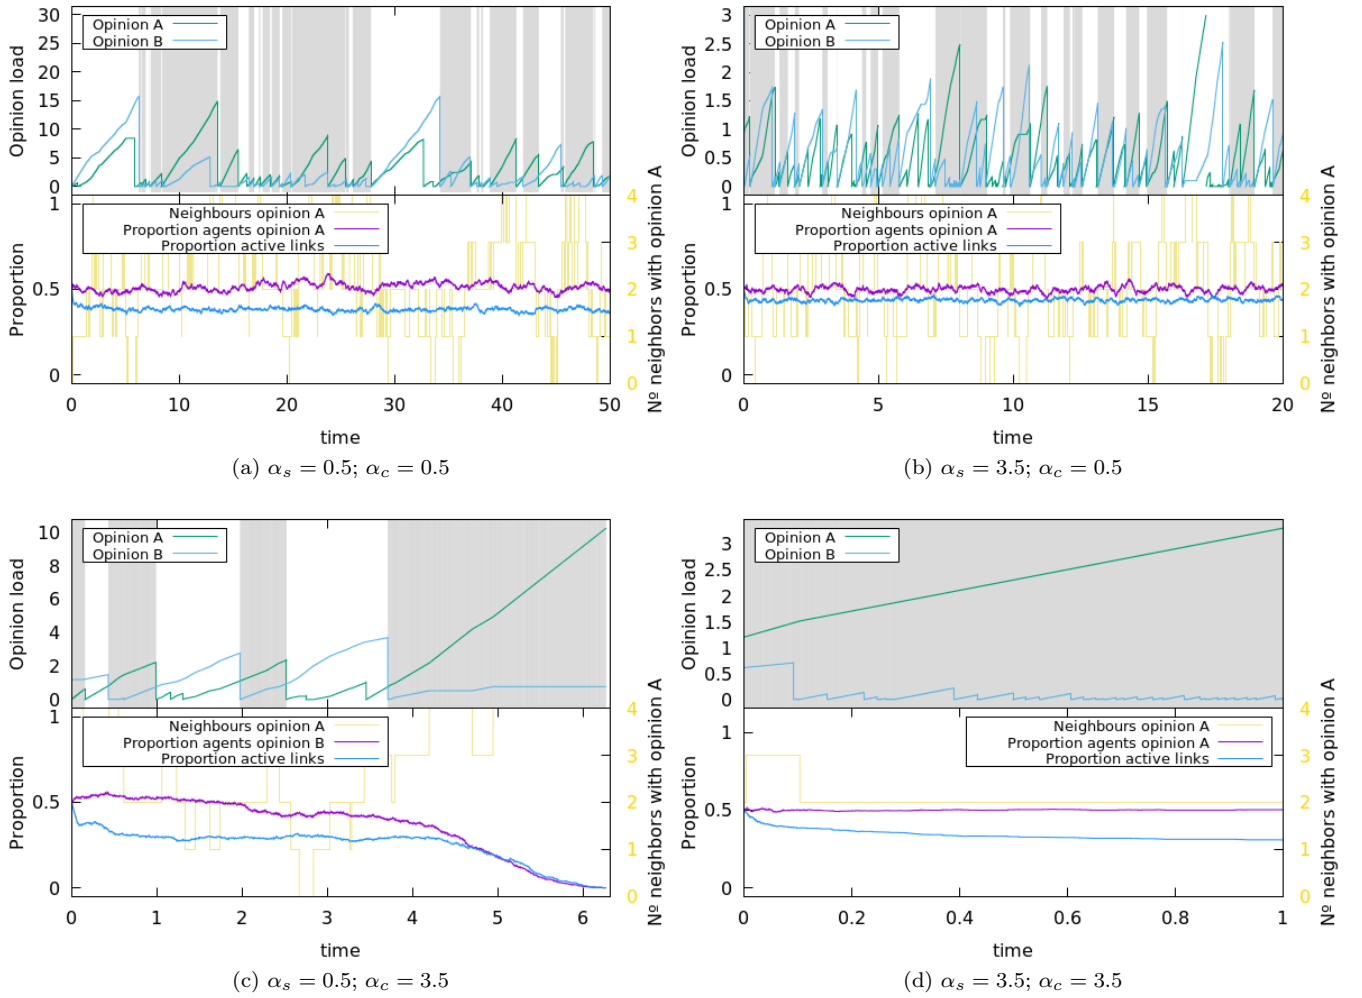 30
25
20
15
10
5
0
Opinion load
Opinion A
Opinion B
1
0.5
0
Proportion
Neighbours opinion A
Proportion agents opinion A
Proportion active links
4
3
2
1
0
Nº neighbors with opinion A
0 10 20 30 40 50
time
(a) αs = 0.5; αc = 0.5
3
2.5
2
1.5
1
0.5
0
Opinion load
Opinion A
Opinion B
1
0.5
0
Proportion
Neighbours opinion A
Proportion agents opinion A
Proportion active links
4
3
2
1
0
Nº neighbors with opinion A
0 5 10 15 20
time
(b) αs = 3.5; αc = 0.5
10
8
6
4
2
0
Opinion load
Opinion A
Opinion B
1
0.5
0
Proportion
Neighbours opinion A
Proportion agents opinion B
Proportion active links
4
3
2
1
0
Nº neighbors with opinion A
0 1 2 3 4 5 6
time
(c) αs = 0.5; αc = 3.5
3
2.5
2
1.5
1
0.5
0
Opinion load
Opinion A
Opinion B
1
0.5
0
Proportion
Neighbours opinion A
Proportion agents opinion A
Proportion active links
4
3
2
1
0
Nº neighbors with opinion A
0 0.2 0.4 0.6 0.8 1
time
(d) αs = 3.5; αc = 3.5